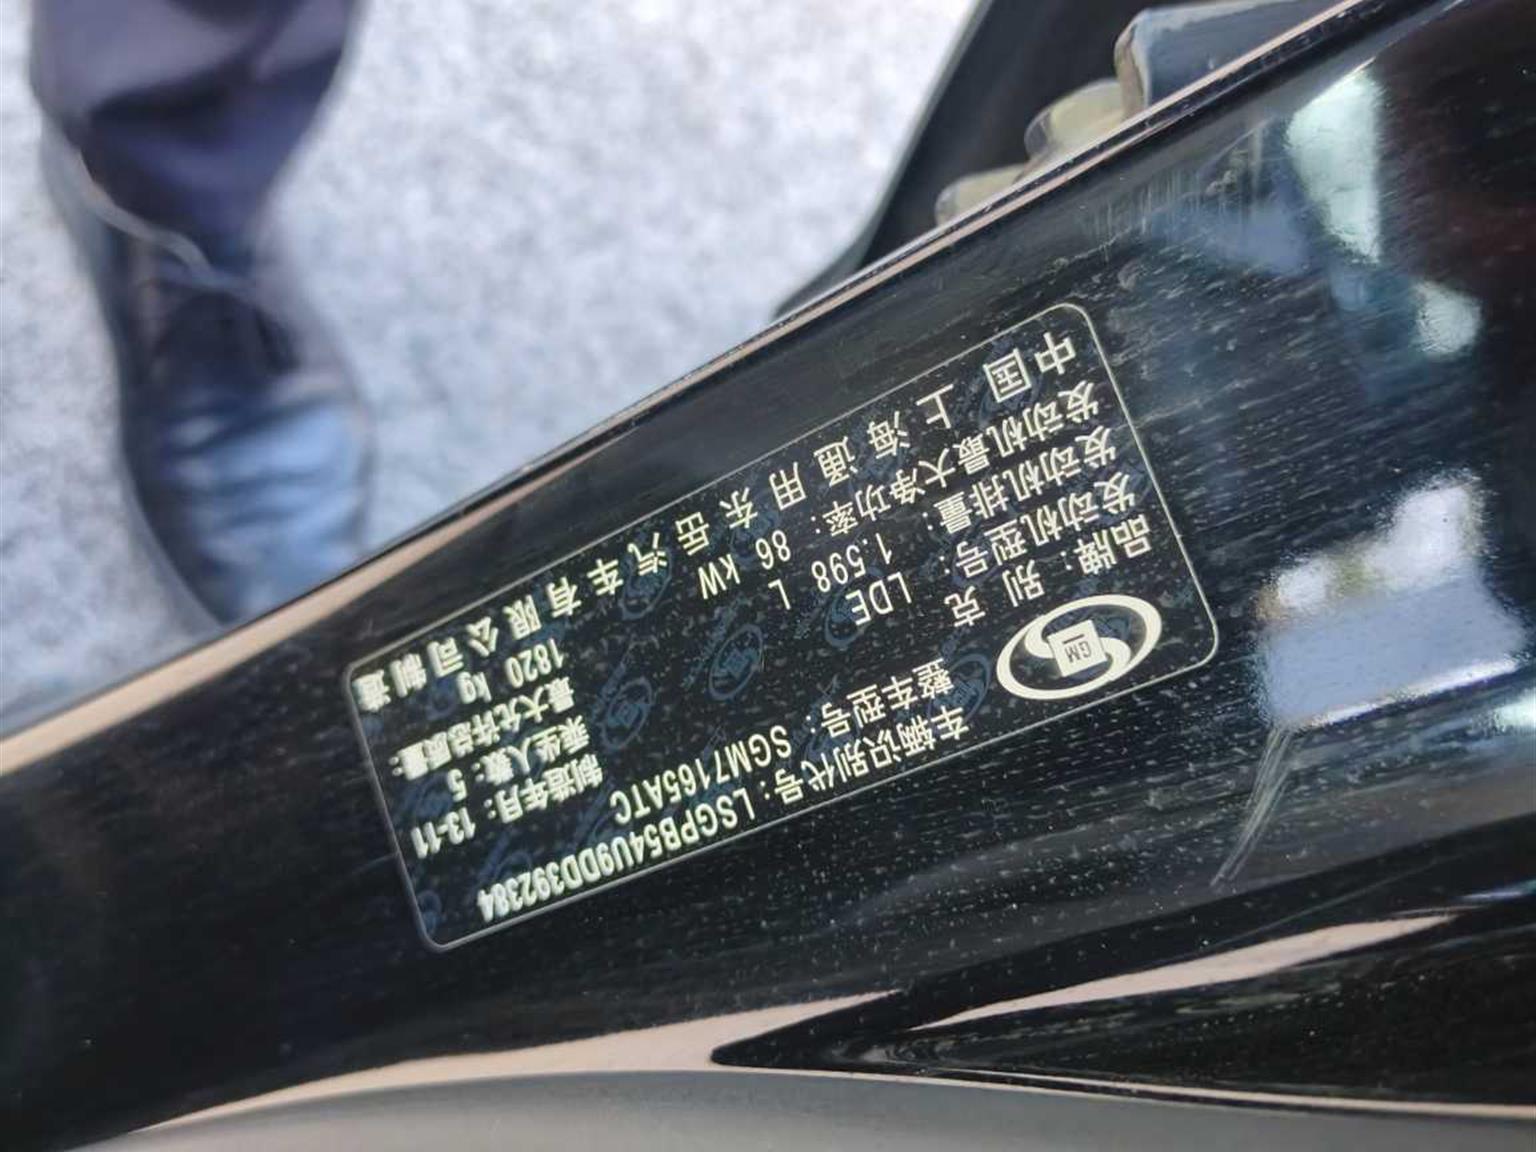 GM
车辆识别代号：LSGPB54U9DD392384
整车型号：SGM7165ATC
品牌：别 克
制造年月：13-11
发动机型号：LDE
乘坐人数：5
发动机排量：1.598 L
最大允许总质量：
1820 kg
发动机最大净功率：86 kW
中国 上海通用东岳汽车有限公司制造